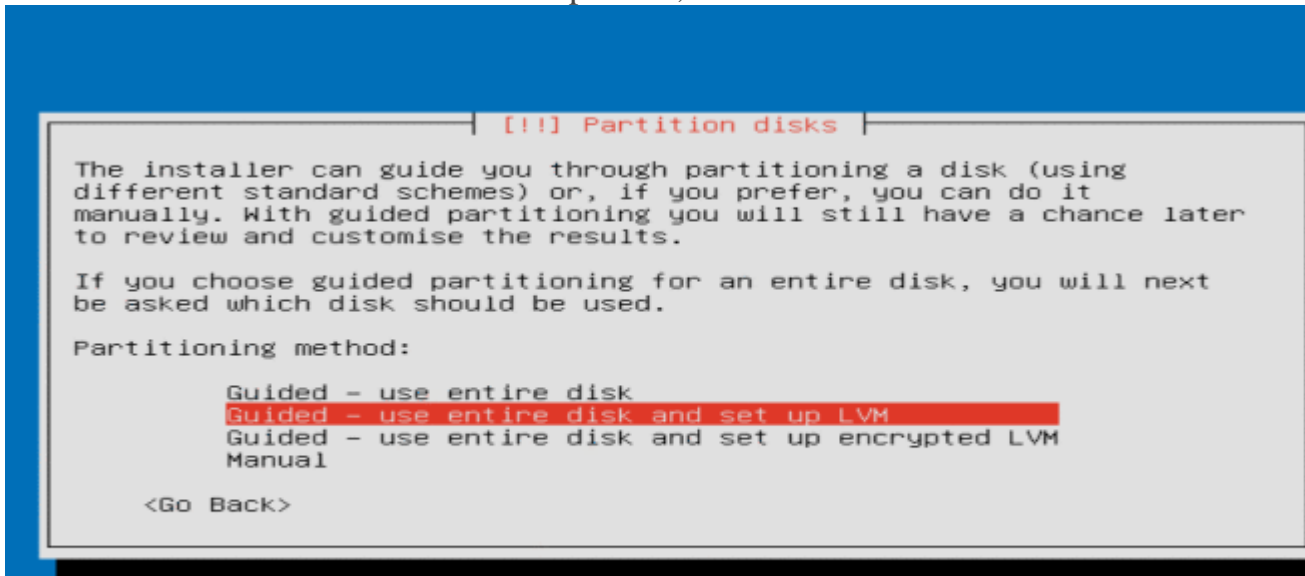 [!!] Partition disks
The installer can guide you through partitioning a disk (using
different standard schemes) or, if you prefer, you can do it
manually. With guided partitioning you will still have a chance later
to review and customise the results.
If you choose guided partitioning for an entire disk, you will next
be asked which disk should be used.
Partitioning method:
Guided – use entire disk
Guided – use entire disk and set up LVM
Guided – use entire disk and set up encrypted LVM
Manual
<Go Back>